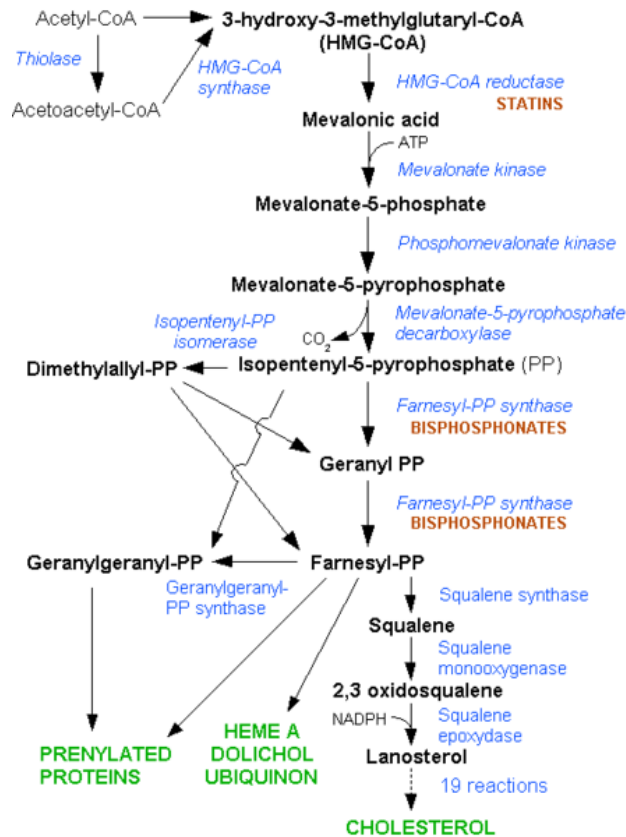 Acetyl-CoA
3-hydroxy-3-methylglutaryl-CoA
(HMG-CoA)
Thiolase
HMG-CoA
synthase
HMG-CoA reductase
STATINS
Acetoacetyl-CoA
Mevalonic acid
ATP
Mevalonate kinase
Mevalonate-5-phosphate
Phosphomevalonate kinase
Mevalonate-5-pyrophosphate
Isopentenyl-PP
isomerase
CO2
Mevalonate-5-pyrophosphate
decarboxylase
Dimethylallyl-PP
Isopentenyl-5-pyrophosphate (PP)
Farnesyl-PP synthase
BISPHOSPHONATES
Geranyl PP
Farnesyl-PP synthase
BISPHOSPHONATES
Geranylgeranyl-PP
Farnesyl-PP
Geranylgeranyl-
PP synthase
Squalene synthase
Squalene
Squalene
monooxygenase
2,3 oxidosqualene
NADPH
Squalene
epoxydase
Lanosterol
PRENYLATED
PROTEINS
HEME A
DOLICHOL
UBIQUINON
19 reactions
CHOLESTEROL